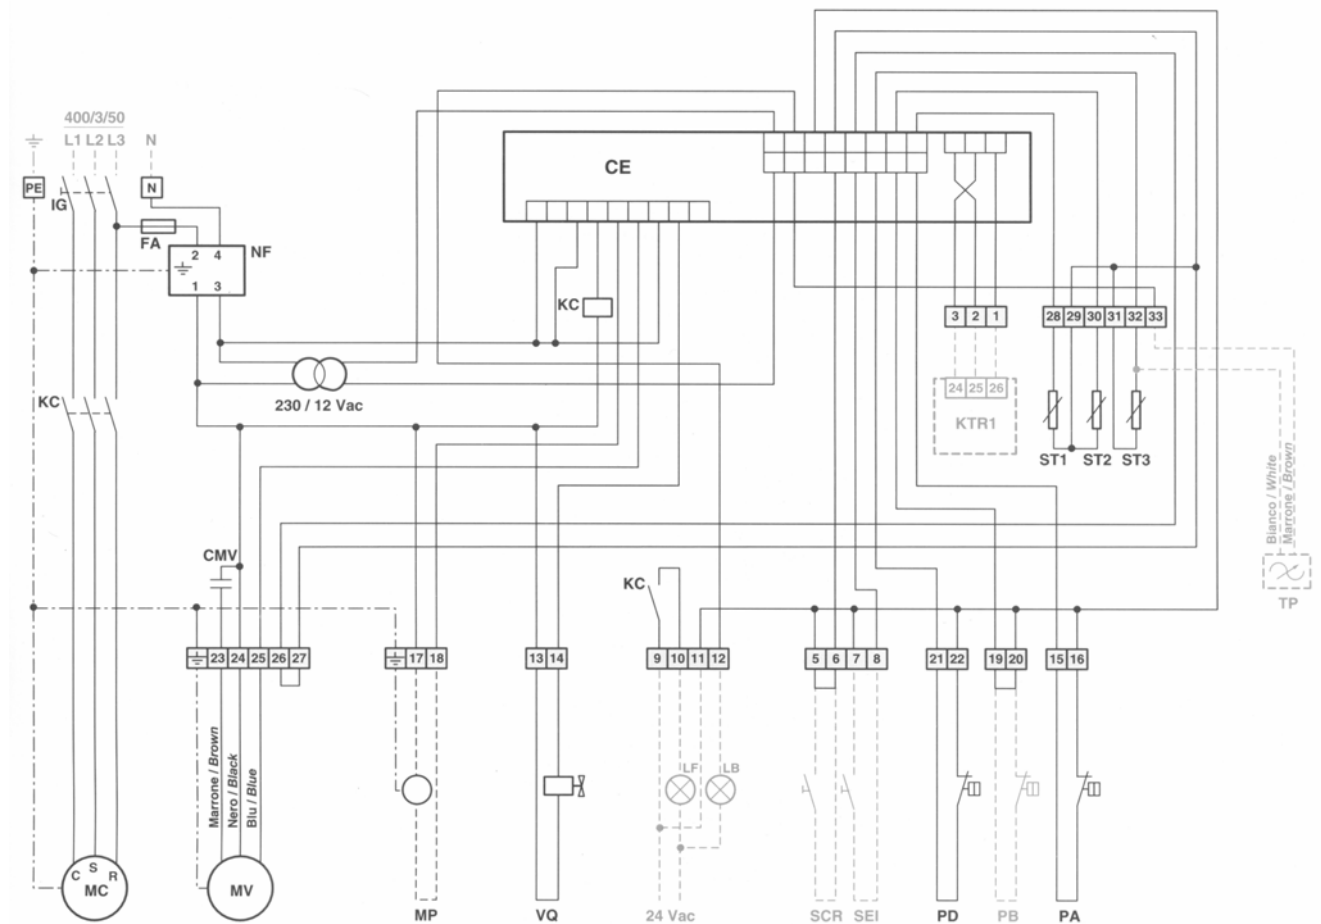 400/3/50
L1 L2 L3 N
PE
IG
N
FA
2 4
NF
1 3
CE
KC
230 / 12 Vac
3 2 1
28 29 30 31 32 33
24 25 26
KTR1
KC
ST1 ST2 ST3
Bianco / White
Marrone / Brown
TP
CMV
KC
23 24 25 26 27
17 18
13 14
9 10 11 12
5 6 7 8
21 22
19 20
15 16
Marrone / Brown
Nero / Black
Blu / Blue
LF LB
C S R
MC
MV
MP
VQ
24 Vac
SCR SEI
PD
PB
PA